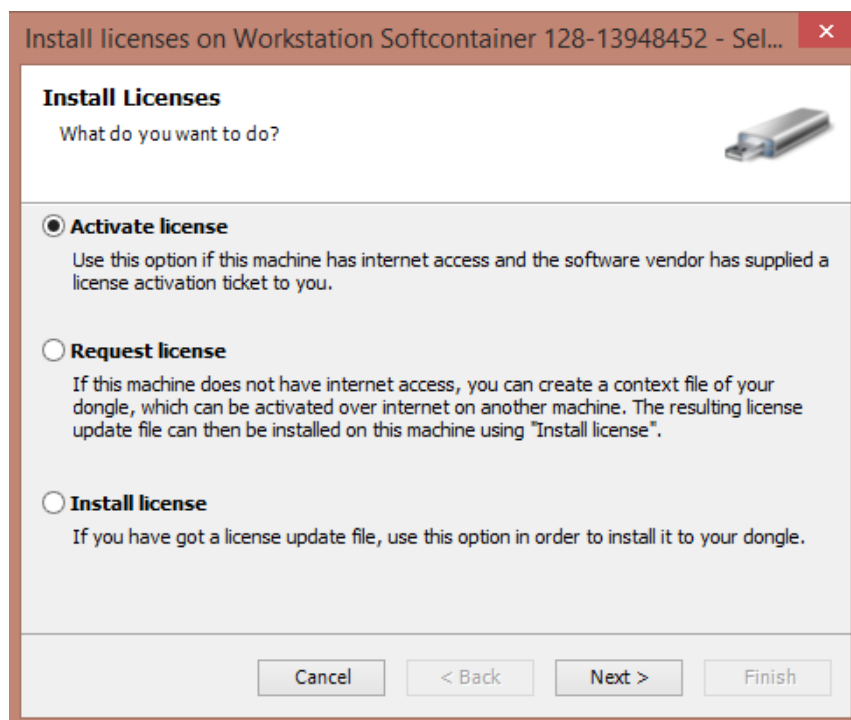 Install licenses on Workstation Softcontainer 128-13948452 - Sel...
Install Licenses
What do you want to do?
Activate license
Use this option if this machine has internet access and the software vendor has supplied a
license activation ticket to you.
Request license
If this machine does not have internet access, you can create a context file of your
dongle, which can be activated over internet on another machine. The resulting license
update file can then be installed on this machine using "Install license".
Install license
If you have got a license update file, use this option in order to install it to your dongle.
Cancel
< Back
Next >
Finish